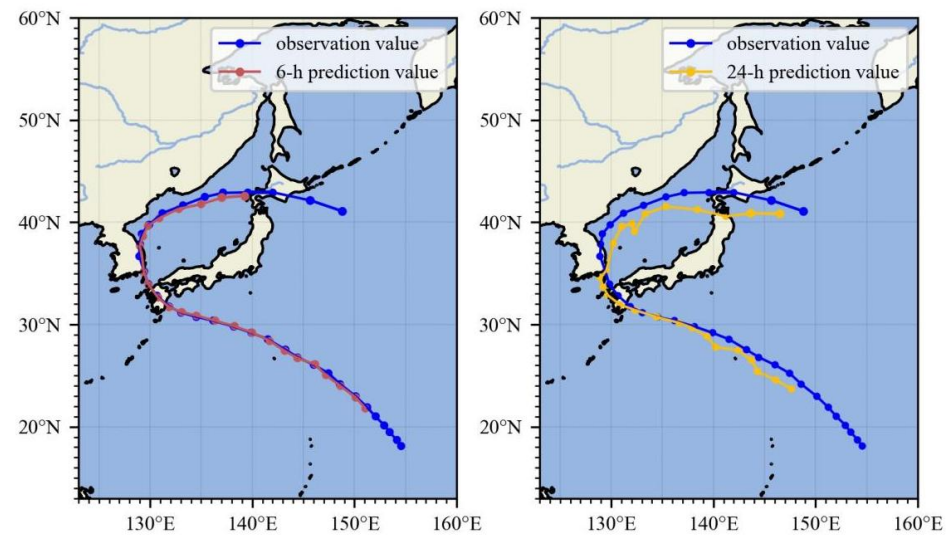 60°N
50°N
40°N
30°N
20°N
130°E 140°E 150°E 160°E
observation value
6-h prediction value
60°N
50°N
40°N
30°N
20°N
130°E 140°E 150°E 160°E
observation value
24-h prediction value